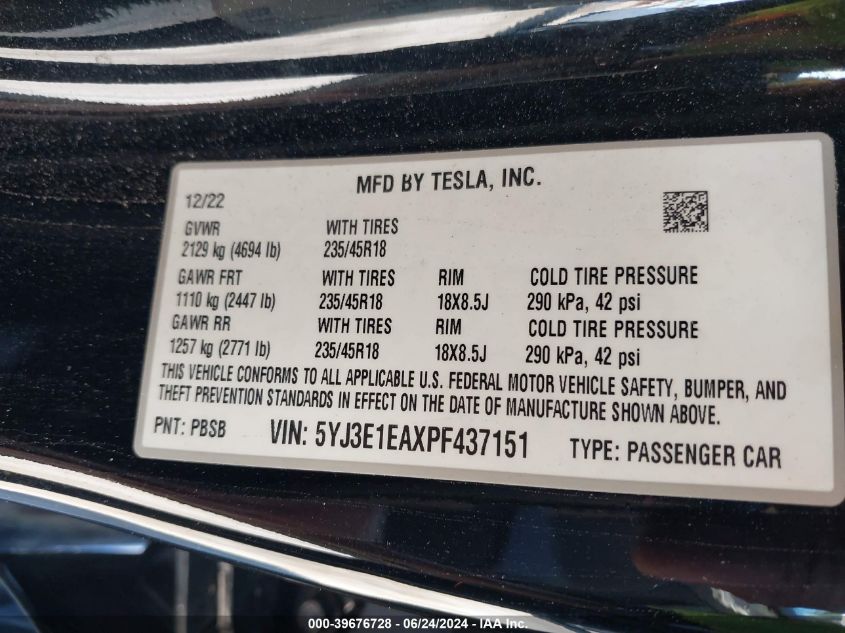 MFD BY TESLA, INC.
12/22
GVWR WITH TIRES
2129 kg (4694 lb) 235/45R18
GAWR FRT WITH TIRES RIM COLD TIRE PRESSURE
1110 kg (2447 lb) 235/45R18 18X8.5J 290 kPa, 42 psi
GAWR RR WITH TIRES RIM COLD TIRE PRESSURE
1257 kg (2771 lb) 235/45R18 18X8.5J 290 kPa, 42 psi
THIS VEHICLE CONFORMS TO ALL APPLICABLE U.S. FEDERAL MOTOR VEHICLE SAFETY, BUMPER, AND
THEFT PREVENTION STANDARDS IN EFFECT ON THE DATE OF MANUFACTURE SHOWN ABOVE.
PNT: PBSB VIN: 5YJ3E1EAXPF437151 TYPE: PASSENGER CAR
000-39676728 - 06/24/2024 - 1YFST